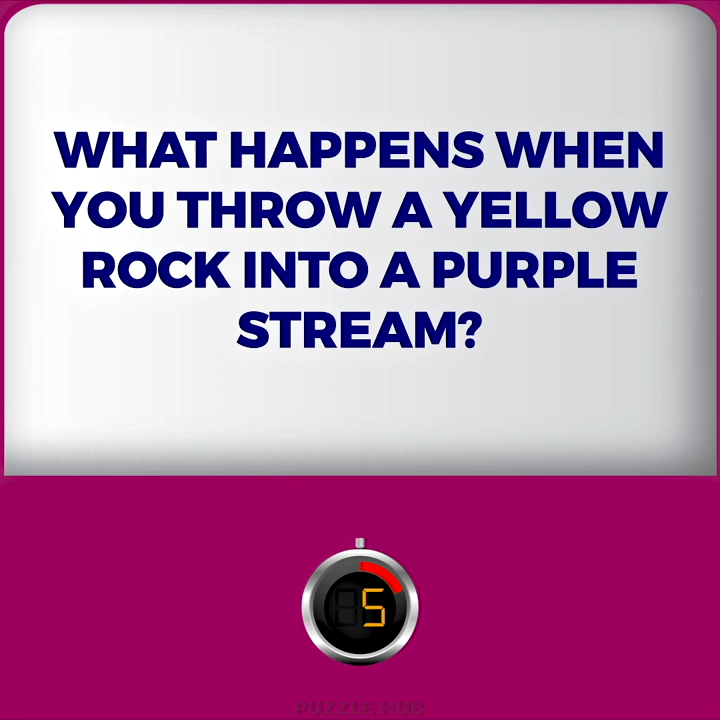 WHAT HAPPENS WHEN
YOU THROW A YELLOW
ROCK INTO A PURPLE
STREAM?
5
PUZZLE HUB